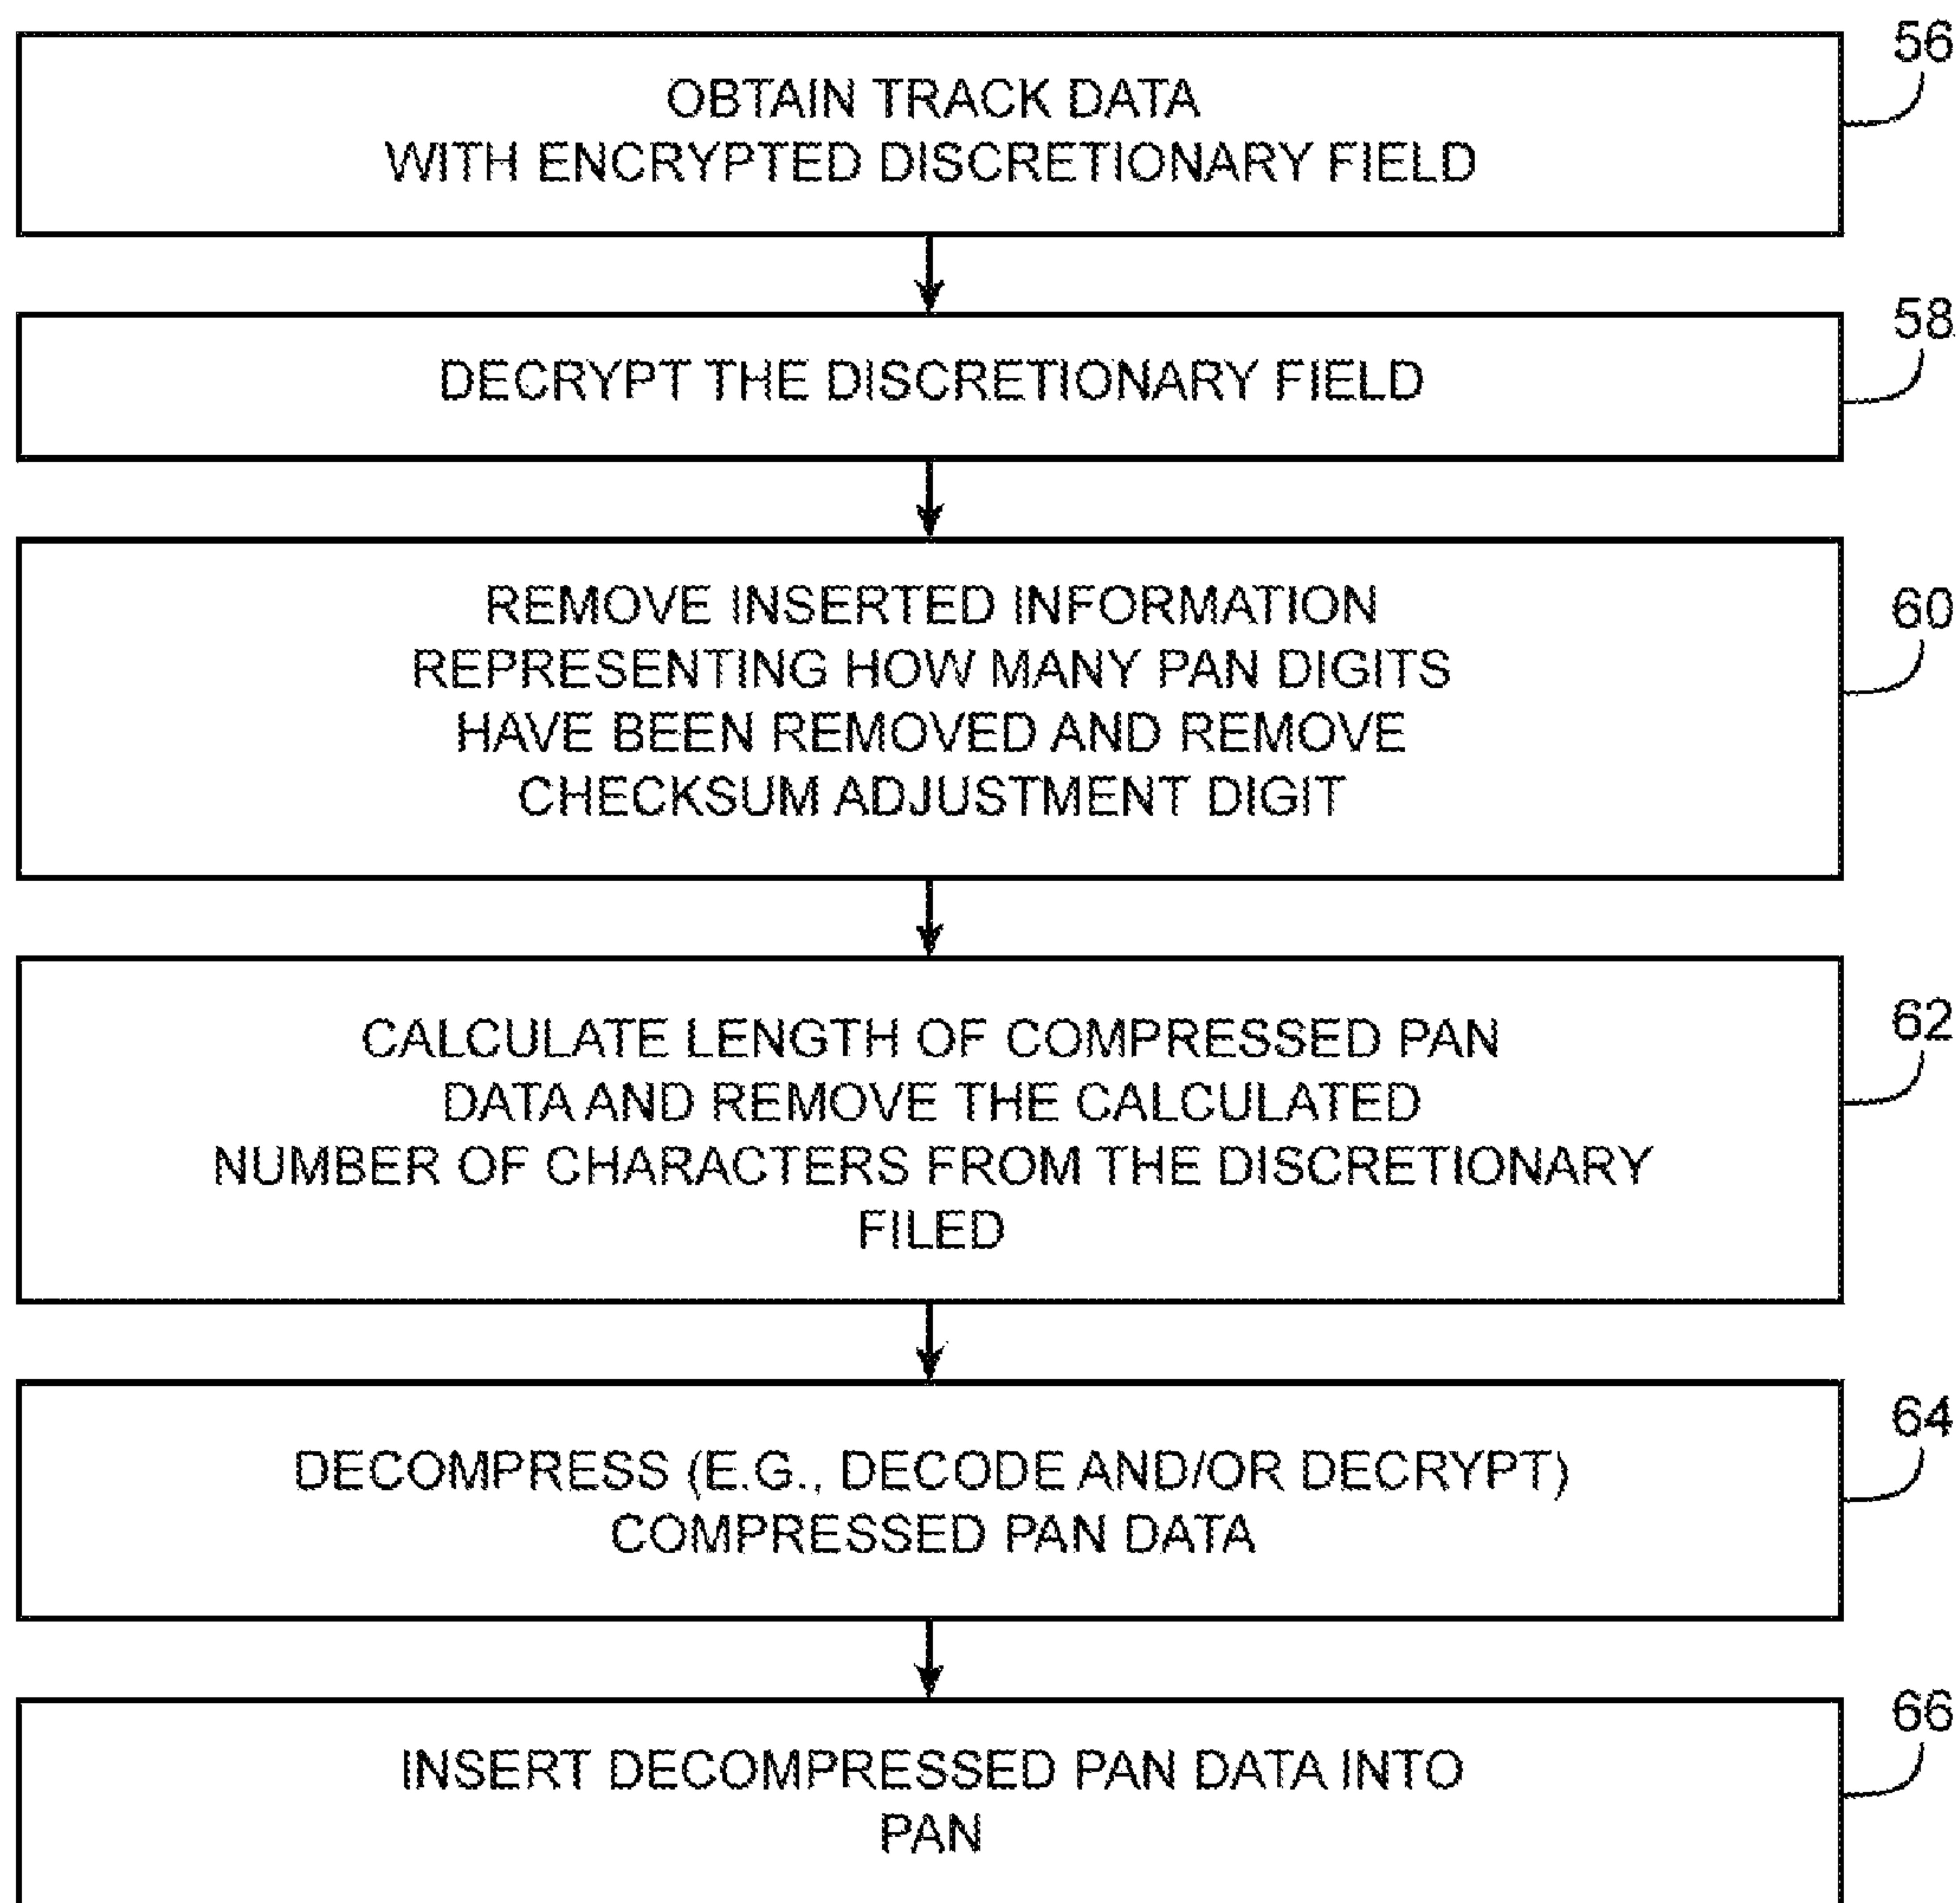 56
OBTAIN TRACK DATA
WITH ENCRYPTED DISCRETIONARY FIELD
58
DECRYPT THE DISCRETIONARY FIELD
60
REMOVE INSERTED INFORMATION
REPRESENTING HOW MANY PAN DIGITS
HAVE BEEN REMOVED AND REMOVE
CHECKSUM ADJUSTMENT DIGIT
62
CALCULATE LENGTH OF COMPRESSED PAN
DATA AND REMOVE THE CALCULATED
NUMBER OF CHARACTERS FROM THE DISCRETIONARY
FILED
64
DECOMPRESS (E.G., DECODE AND/OR DECRYPT)
COMPRESSED PAN DATA
66
INSERT DECOMPRESSED PAN DATA INTO
PAN